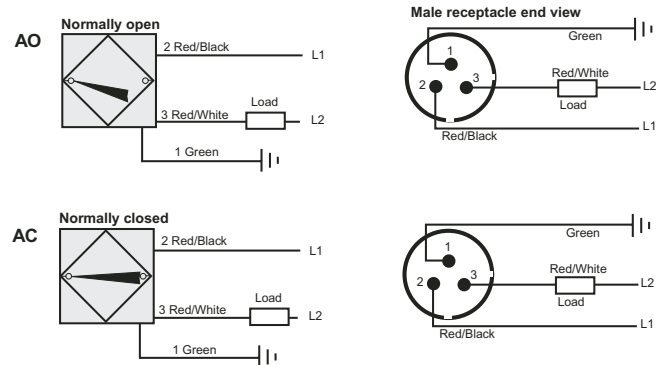 Normally open
AO
2 Red/Black
L1
3 Red/White
Load
L2
1 Green
Male receptacle end view
Green
1
2
3
Red/White
L2
Load
L1
Red/Black
Normally closed
AC
2 Red/Black
L1
3 Red/White
Load
L2
1 Green
Green
1
2
3
Red/White
L2
Load
L1
Red/Black